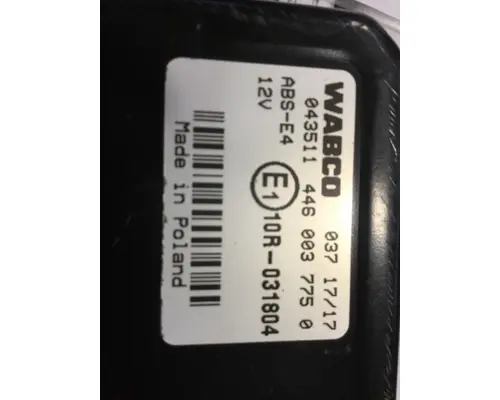 WABCO 037 17/17
043511 446 003 775 0
ABS-E4
12V E1 10R-031804
Made in Poland